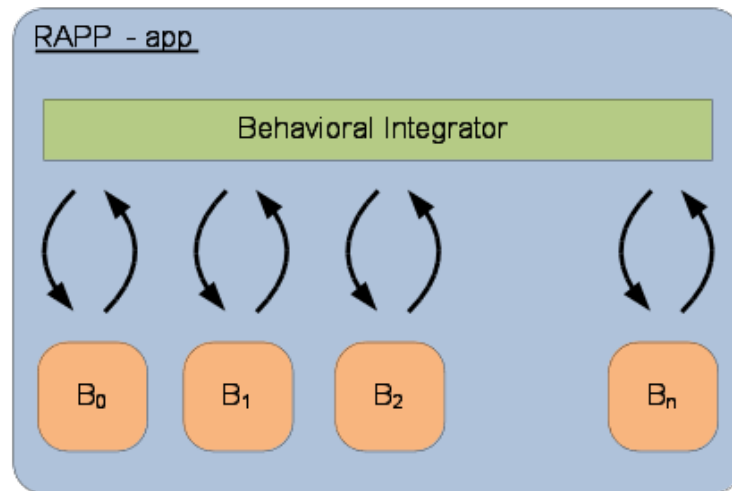 RAPP - app
Behavioral Integrator
B₀ B₁ B₂ Bₙ